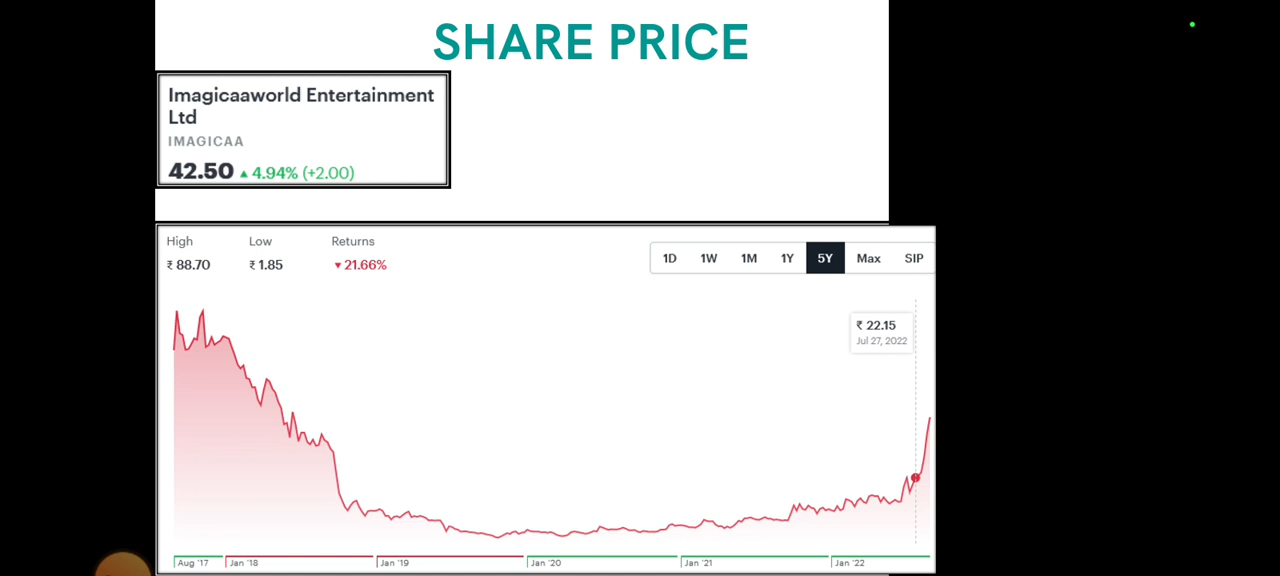 SHARE PRICE
Imagicaaworld Entertainment
Ltd
IMAGICAA
42.50 ▲ 4.94% (+2.00)
High Low Returns
₹ 88.70 ₹ 1.85 ▼ 21.66%
1D 1W 1M 1Y 5Y Max SIP
₹ 22.15
Jul 27, 2022
Aug '17 Jan '18 Jan '19 Jan '20 Jan '21 Jan '22